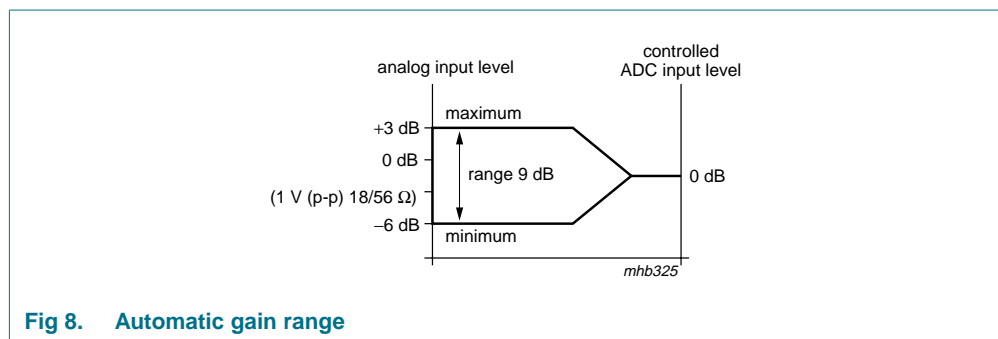 controlled
analog input level
ADC input level
maximum
+3 dB
0 dB
range 9 dB
0 dB
(1 V (p-p) 18/56 Ω)
−6 dB
minimum
mhb325
Fig 8. Automatic gain range